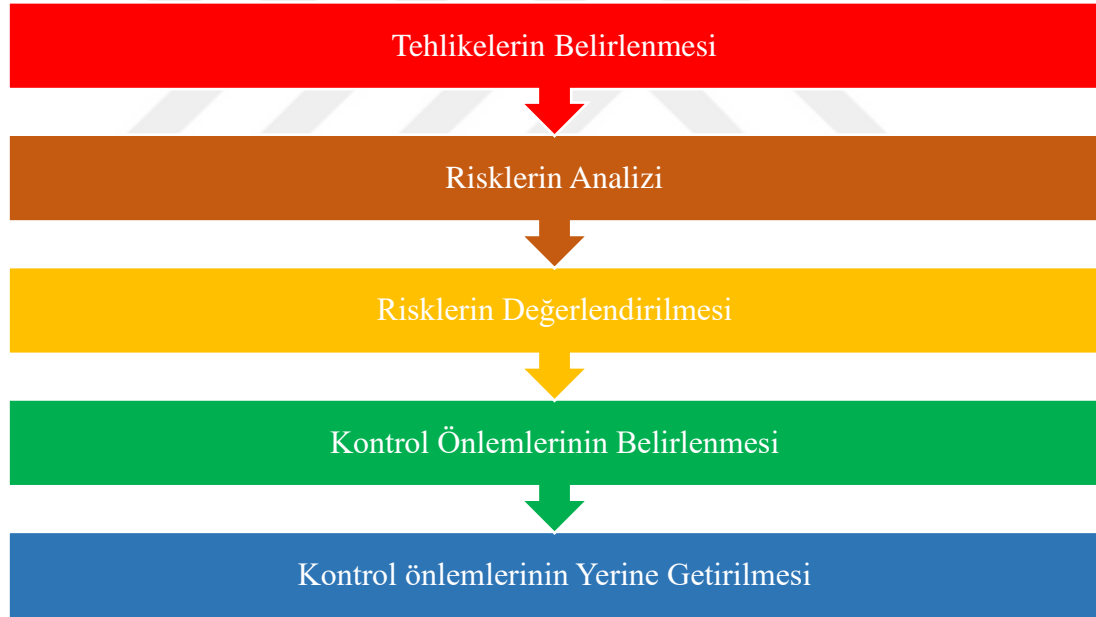 Tehlikelerin Belirlenmesi
Risklerin Analizi
Risklerin Değerlendirilmesi
Kontrol Önlemlerinin Belirlenmesi
Kontrol önlemlerinin Yerine Getirilmesi